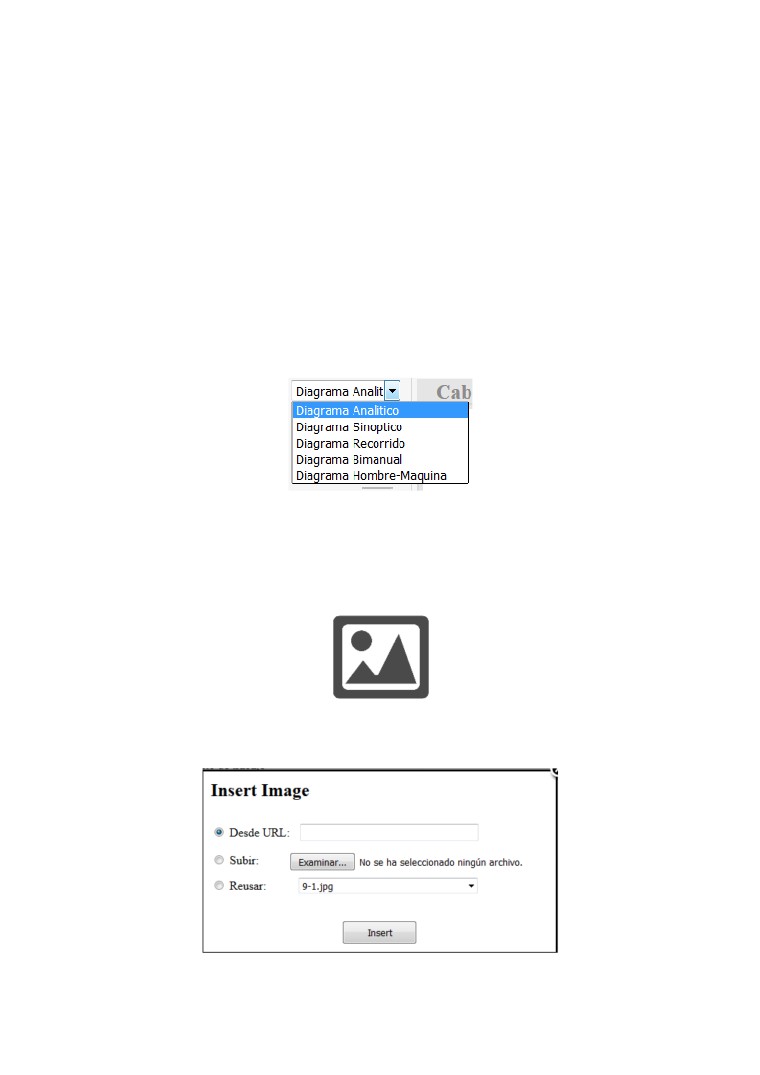 Diagrama Analit
Cab
Diagrama Analitico
Diagrama Sinoptico
Diagrama Recorrido
Diagrama Bimanual
Diagrama Hombre-Maquina
Insert Image
Desde URL:
Subir: Examinar... No se ha seleccionado ningún archivo.
Reusar: 9-1.jpg
Insert